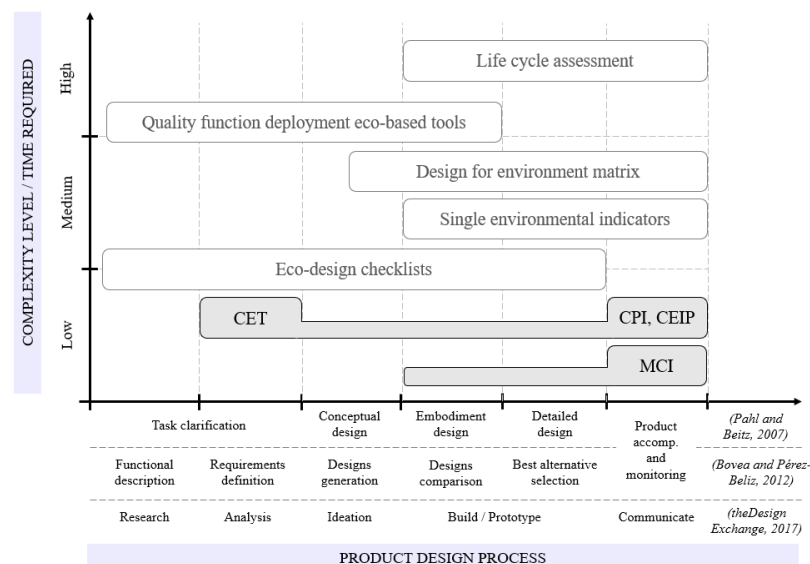 COMPLEXITY LEVEL / TIME REQUIRED
High
Medium
Low
Life cycle assessment
Quality function deployment eco-based tools
Design for environment matrix
Single environmental indicators
Eco-design checklists
CET
CPI, CEIP
MCI
Task clarification
Conceptual
design
Embodiment
design
Detailed
design
Product
accomp.
and
monitoring
(Pahl and
Beitz, 2007)
Functional
description
Requirements
definition
Designs
generation
Designs
comparison
Best alternative
selection
(Bovea and Pérez-
Beliz, 2012)
Research
Analysis
Ideation
Build / Prototype
Communicate
(theDesign
Exchange, 2017)
PRODUCT DESIGN PROCESS